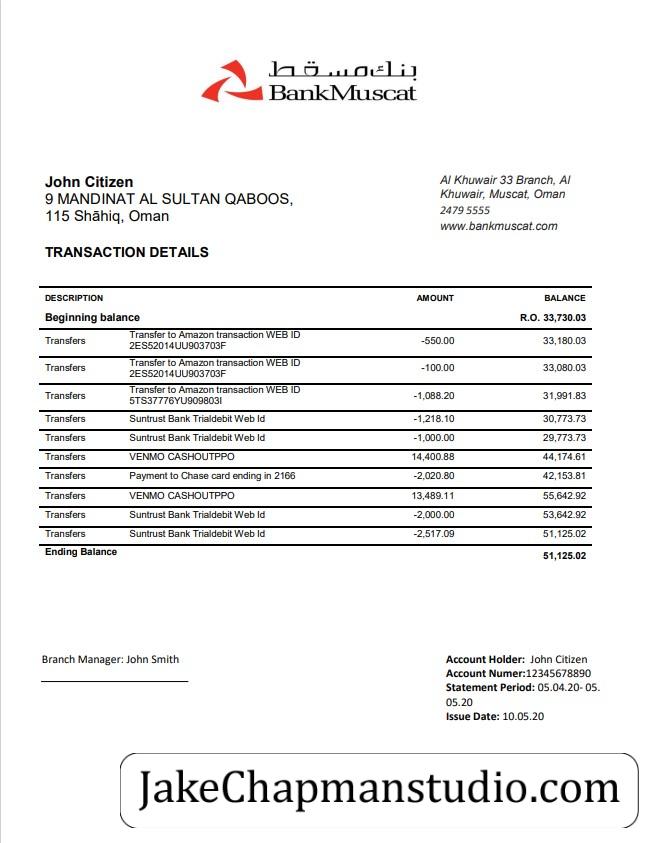 بنك مسقط
BankMuscat
John Citizen
9 MANDINAT AL SULTAN QABOOS,
115 Shāhiq, Oman
Al Khuwair 33 Branch, Al
Khuwair, Muscat, Oman
2479 5555
www.bankmuscat.com
TRANSACTION DETAILS
DESCRIPTION AMOUNT BALANCE
Beginning balance R.O. 33,730.03
Transfers Transfer to Amazon transaction WEB ID
2ES52014UU903703F -550.00 33,180.03
Transfers Transfer to Amazon transaction WEB ID
2ES52014UU903703F -100.00 33,080.03
Transfers Transfer to Amazon transaction WEB ID
5TS37776YU909803I -1,088.20 31,991.83
Transfers Suntrust Bank Trialdebit Web Id -1,218.10 30,773.73
Transfers Suntrust Bank Trialdebit Web Id -1,000.00 29,773.73
Transfers VENMO CASHOUTPPO 14,400.88 44,174.61
Transfers Payment to Chase card ending in 2166 -2,020.80 42,153.81
Transfers VENMO CASHOUTPPO 13,489.11 55,642.92
Transfers Suntrust Bank Trialdebit Web Id -2,000.00 53,642.92
Transfers Suntrust Bank Trialdebit Web Id -2,517.09 51,125.02
Ending Balance 51,125.02
Branch Manager: John Smith
Account Holder: John Citizen
Account Numer:12345678890
Statement Period: 05.04.20- 05.
05.20
Issue Date: 10.05.20
JakeChapmanstudio.com